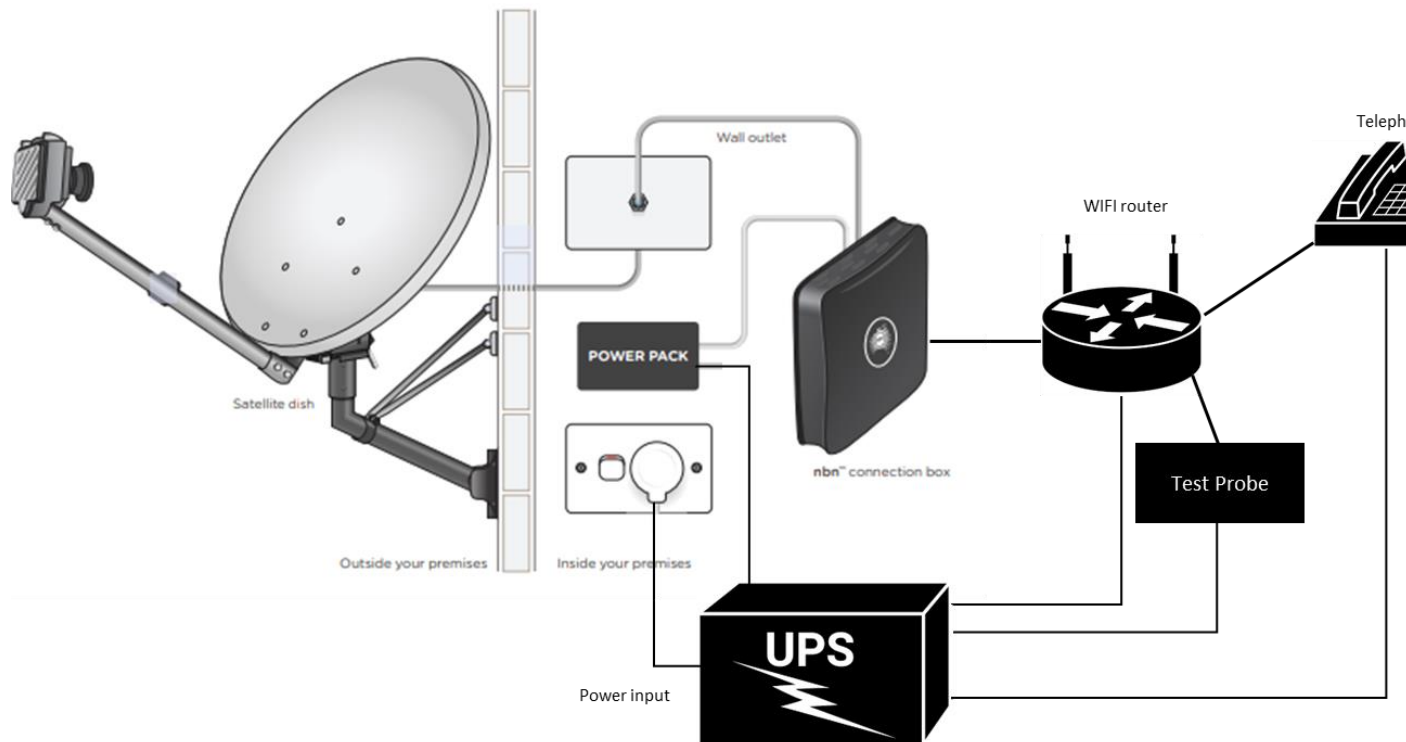 Wall outlet
Teleph
WIFI router
POWER PACK
Satellite dish
nbn™ connection box
Test Probe
Outside your premises
Inside your premises
UPS
Power input